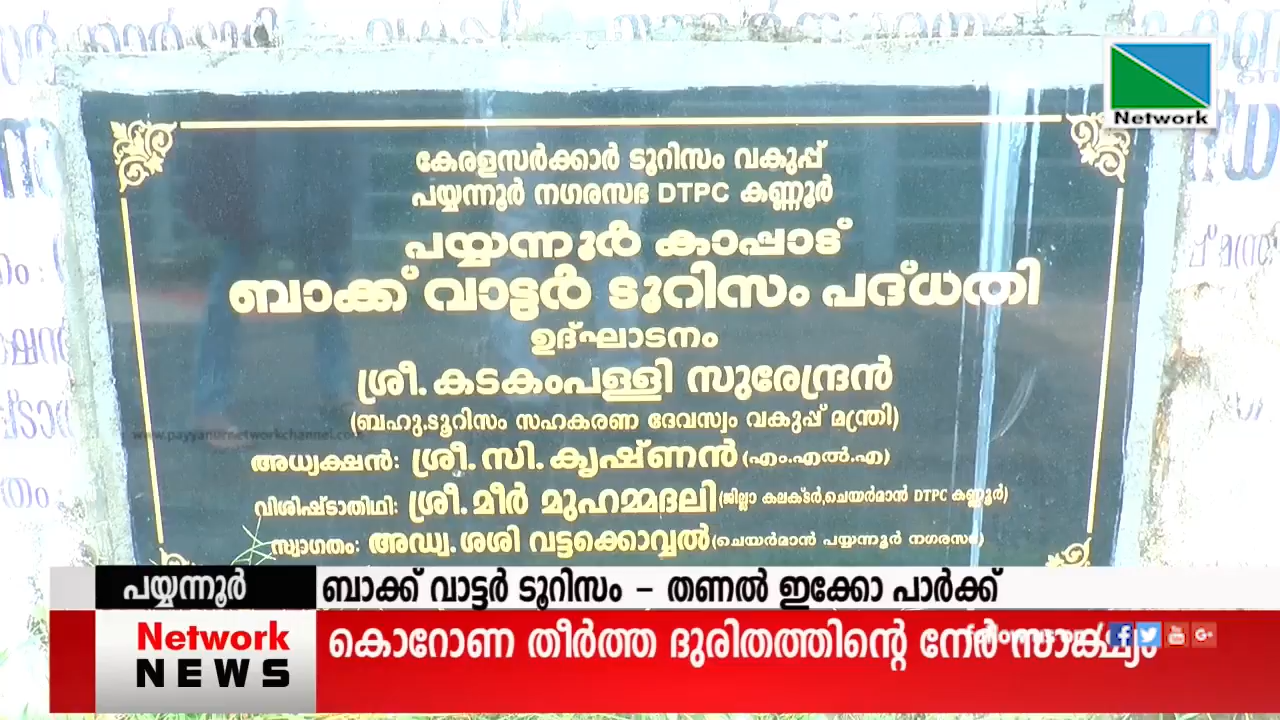 Network
കേരളസർക്കാർ ടൂറിസം വകുപ്പ്
പയ്യന്നൂർ നഗരസഭ DTPC കണ്ണൂർ
പയ്യന്നൂർ കാപ്പാട്
ബാക്ക് വാട്ടർ ടൂറിസം പദ്ധതി
ഉദ്ഘാടനം
ശ്രീ. കടകംപള്ളി സുരേന്ദ്രൻ
(ബഹു.ടൂറിസം സഹകരണ ദേവസ്വം വകുപ്പ് മന്ത്രി)
www.payyanurnetworkchannel.com
അധ്യക്ഷൻ: ശ്രീ. സി. കൃഷ്ണൻ (എം.എൽ.എ)
വിശിഷ്ടാതിഥി: ശ്രീ. മീർ മുഹമ്മദലി (ജില്ലാ കലക്ടർ,ചെയർമാൻ DTPC കണ്ണൂർ)
സ്വാഗതം: അഡ്വ. ശശി വട്ടക്കൊവ്വൽ (ചെയർമാൻ പയ്യന്നൂർ നഗരസഭ)
പയ്യന്നൂർ ബാക്ക് വാട്ടർ ടൂറിസം – തണൽ ഇക്കോ പാർക്ക്
Network NEWS
കൊറോണ തീർത്ത ദുരിതത്തിന്റെ നേർ സാക്ഷ്യം